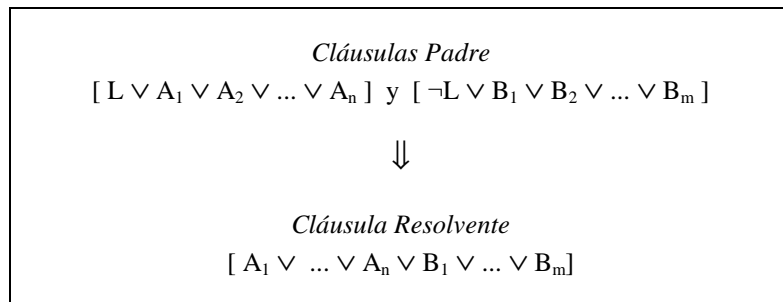 Cláusulas Padre
[ L ∨ A₁ ∨ A₂ ∨ ... ∨ Aₙ ] y [ ¬L ∨ B₁ ∨ B₂ ∨ ... ∨ Bₘ ]
⇓
Cláusula Resolvente
[ A₁ ∨ ... ∨ Aₙ ∨ B₁ ∨ ... ∨ Bₘ]